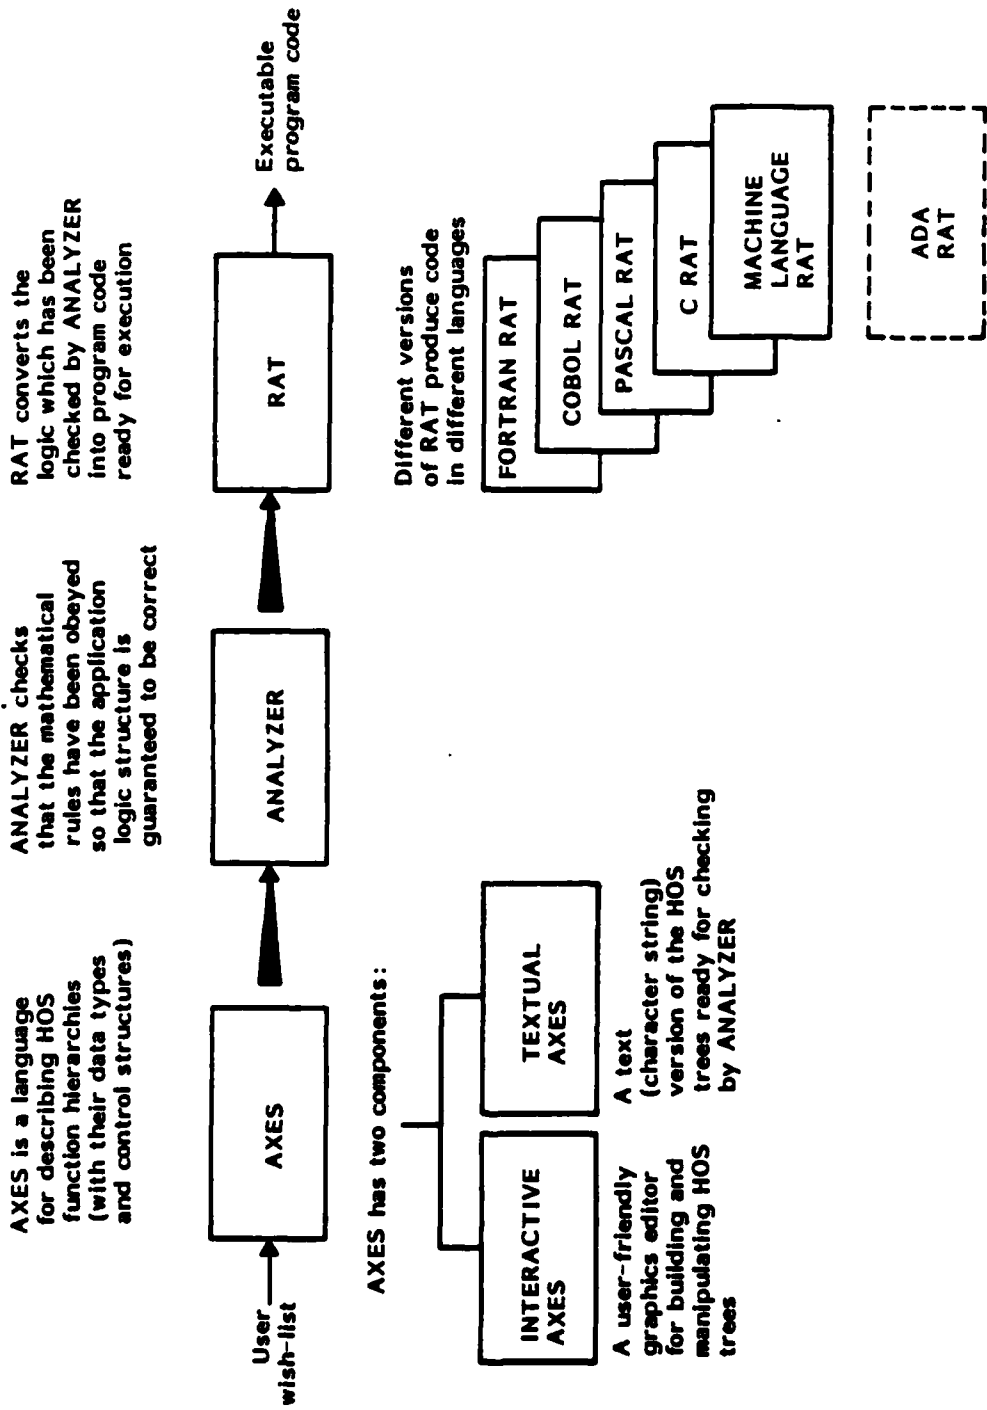 AXES is a language
for describing HOS
function hierarchies
(with their data types
and control structures)
ANALYZER checks
that the mathematical
rules have been obeyed
so that the application
logic structure is
guaranteed to be correct
RAT converts the
logic which has been
checked by ANALYZER
into program code
ready for execution
User
wish-list
AXES
ANALYZER
RAT
Executable
program code
AXES has two components:
INTERACTIVE
AXES
TEXTUAL
AXES
A user-friendly
graphics editor
for building and
manipulating HOS
trees
A text
(character string)
version of the HOS
trees ready for checking
by ANALYZER
Different versions
of RAT produce code
in different languages
FORTRAN RAT
COBOL RAT
PASCAL RAT
C RAT
MACHINE
LANGUAGE
RAT
ADA
RAT